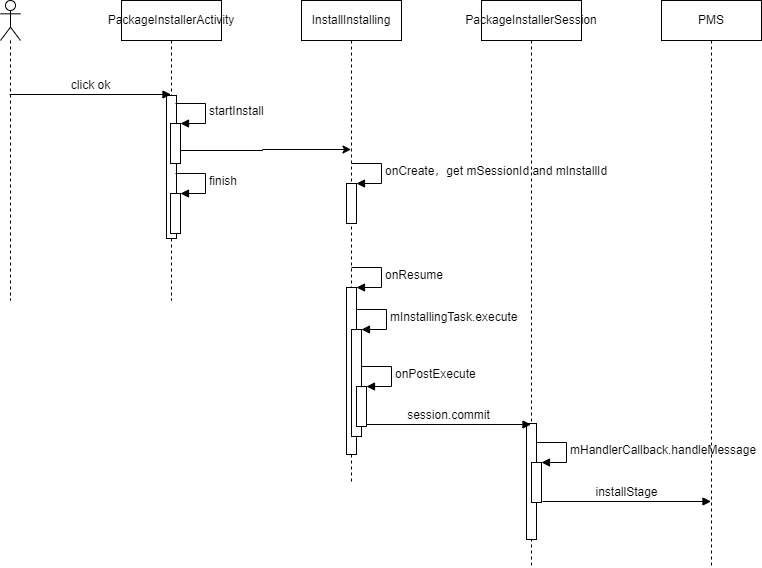 PackageInstallerActivity
InstallInstalling
PackageInstallerSession
PMS
click ok
startInstall
onCreate，get mSessionId and mInstallId
finish
onResume
mInstallingTask.execute
onPostExecute
session.commit
mHandlerCallback.handleMessage
installStage